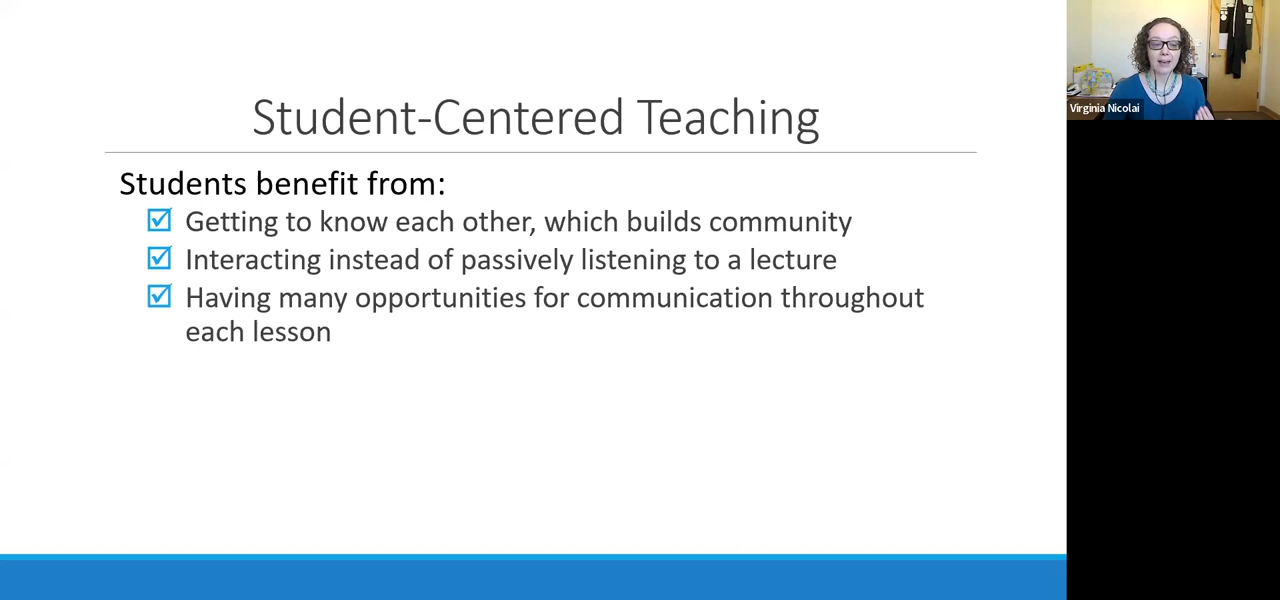 Student-Centered Teaching
Students benefit from:
Getting to know each other, which builds community
Interacting instead of passively listening to a lecture
Having many opportunities for communication throughout
each lesson
Virginia Nicolai